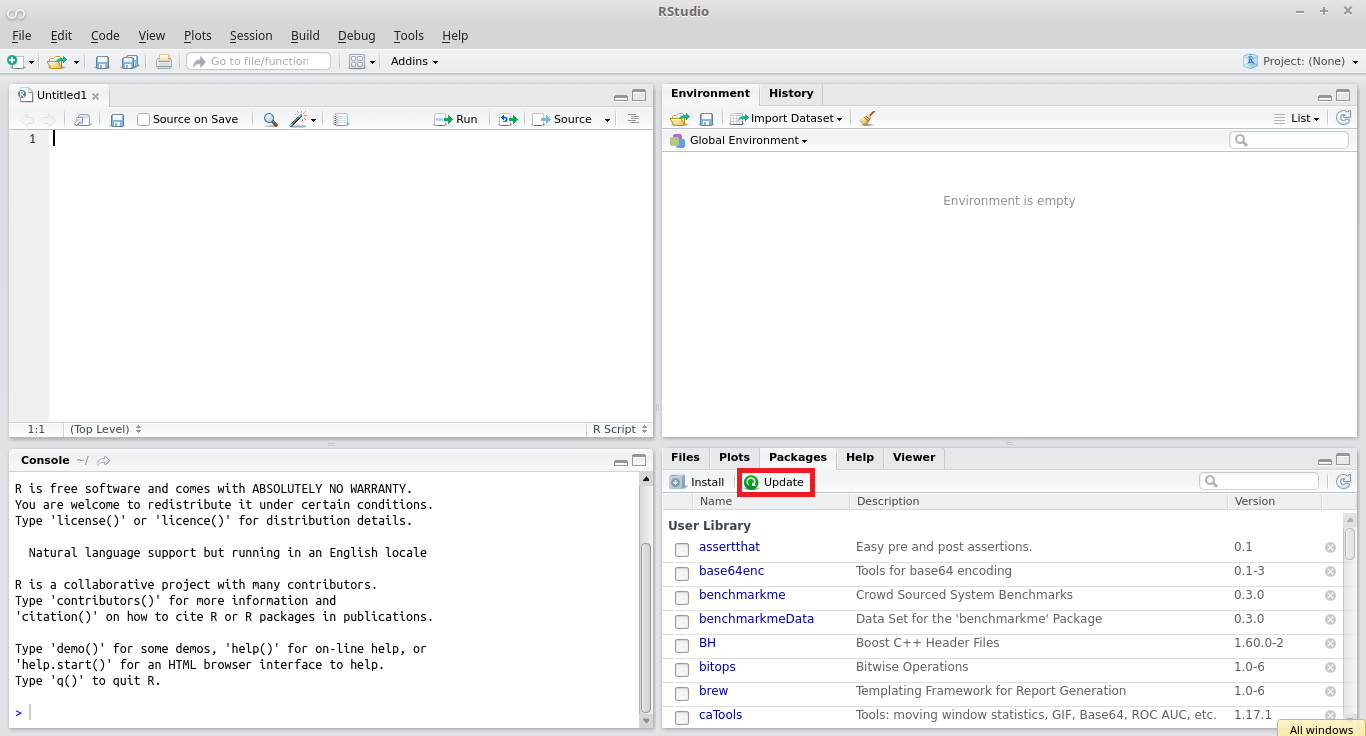 RStudio
File Edit Code View Plots Session Build Debug Tools Help
Go to file/function Addins Project: (None)
Untitled1
Source on Save Run Source
1
1:1 (Top Level) R Script
Console ~/
R is free software and comes with ABSOLUTELY NO WARRANTY.
You are welcome to redistribute it under certain conditions.
Type 'license()' or 'licence()' for distribution details.
Natural language support but running in an English locale
R is a collaborative project with many contributors.
Type 'contributors()' for more information and
'citation()' on how to cite R or R packages in publications.
Type 'demo()' for some demos, 'help()' for on-line help, or
'help.start()' for an HTML browser interface to help.
Type 'q()' to quit R.
>
Environment History
Import Dataset List
Global Environment
Environment is empty
Files Plots Packages Help Viewer
Install Update
Name Description Version
User Library
assertthat Easy pre and post assertions. 0.1
base64enc Tools for base64 encoding 0.1-3
benchmarkme Crowd Sourced System Benchmarks 0.3.0
benchmarkmeData Data Set for the 'benchmarkme' Package 0.3.0
BH Boost C++ Header Files 1.60.0-2
bitops Bitwise Operations 1.0-6
brew Templating Framework for Report Generation 1.0-6
caTools Tools: moving window statistics, GIF, Base64, ROC AUC, etc. 1.17.1
All windows